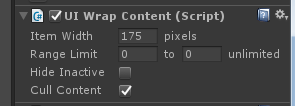 UI Wrap Content (Script)
Item Width 175 pixels
Range Limit 0 to 0 unlimited
Hide Inactive
Cull Content